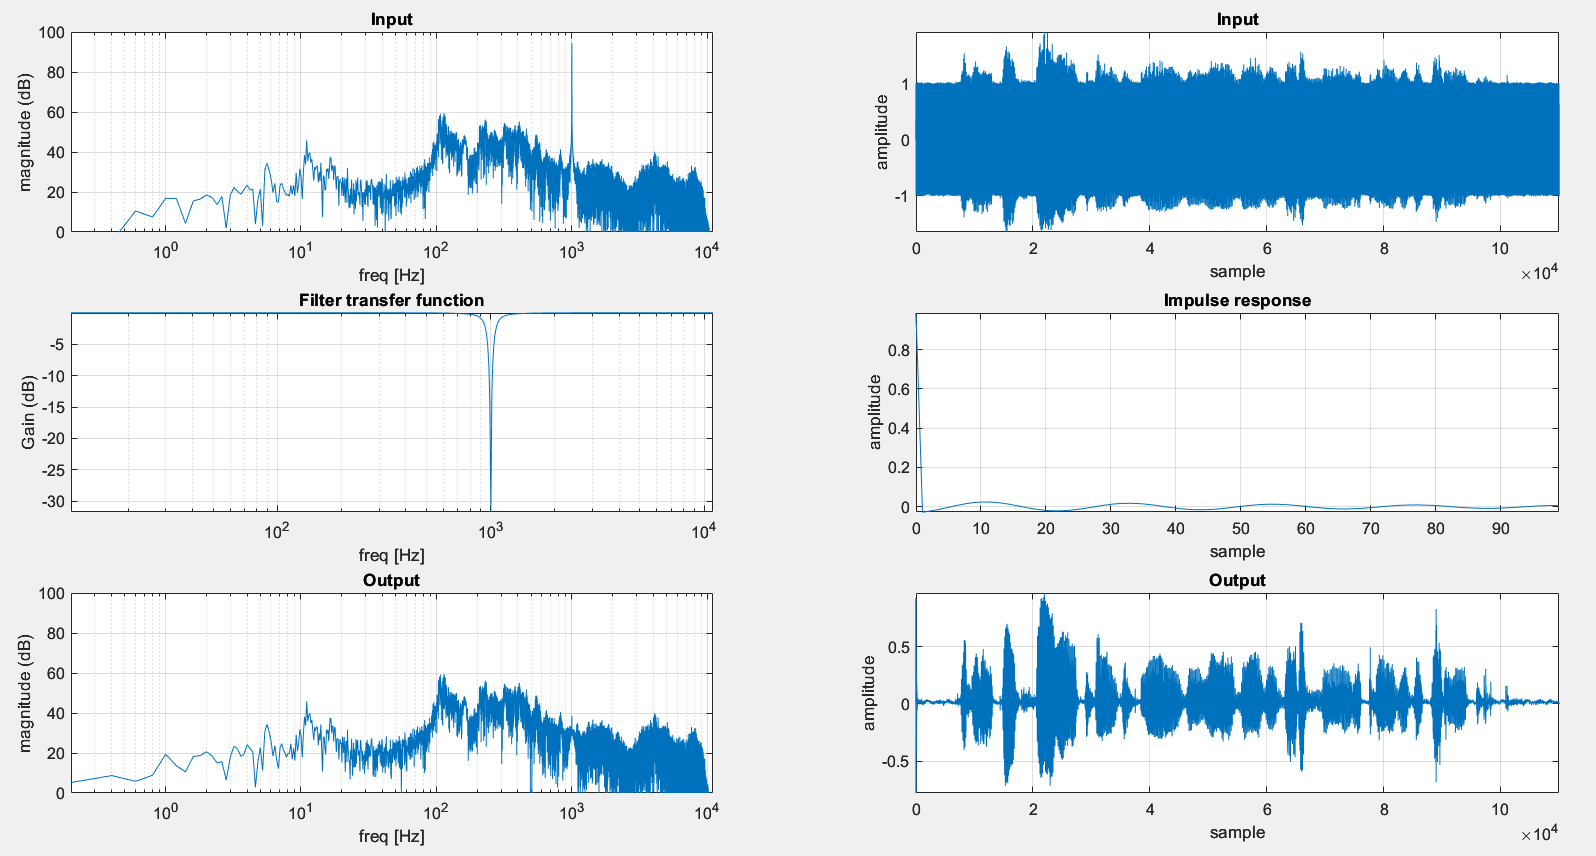 Input
100
80
60
40
20
0
magnitude (dB)
10^0 10^1 10^2 10^3 10^4
freq [Hz]
Input
1
0
-1
amplitude
0 2 4 6 8 10
×10^4
sample
Filter transfer function
-5
-10
-15
-20
-25
-30
Gain (dB)
10^2 10^3 10^4
freq [Hz]
Impulse response
0.8
0.6
0.4
0.2
0
amplitude
0 10 20 30 40 50 60 70 80 90
sample
Output
100
80
60
40
20
0
magnitude (dB)
10^0 10^1 10^2 10^3 10^4
freq [Hz]
Output
0.5
0
-0.5
amplitude
0 2 4 6 8 10
×10^4
sample